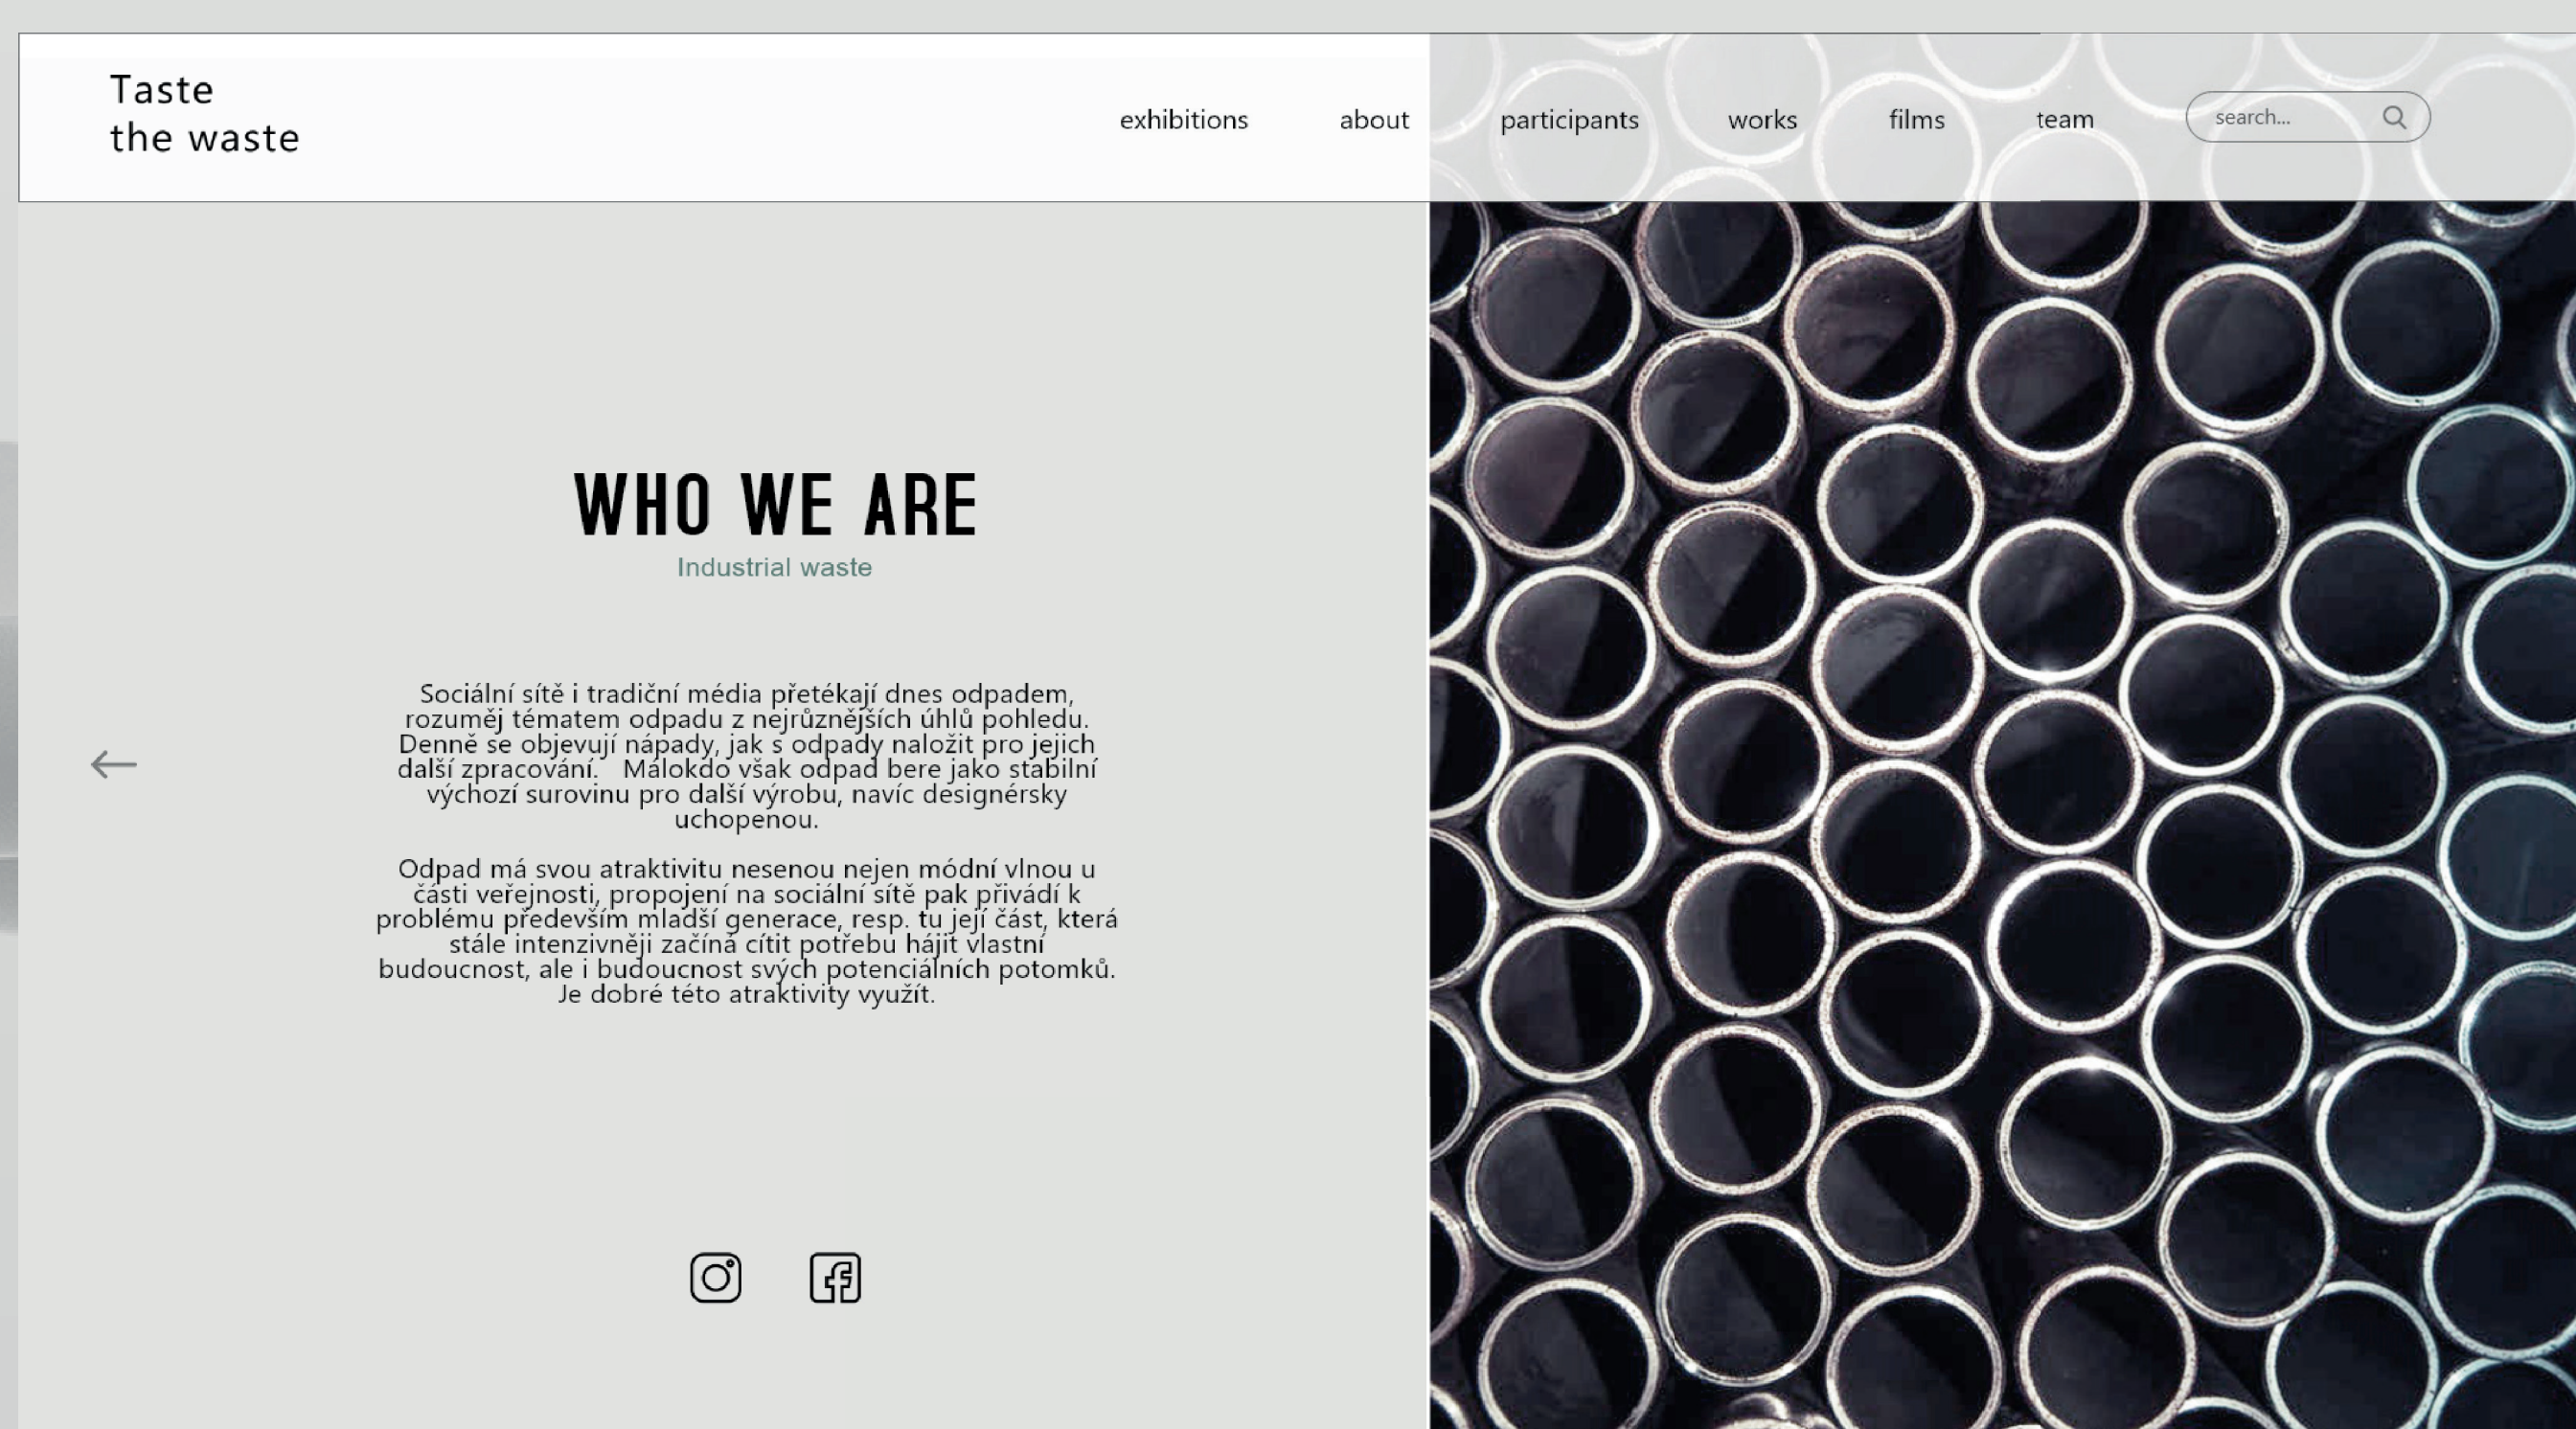 Taste
the waste
exhibitions about participants works films team search...
WHO WE ARE
Industrial waste
Sociální sítě i tradiční média přetékají dnes odpadem,
rozuměj tématem odpadu z nejrůznějších úhlů pohledu.
Denně se objevují nápady, jak s odpady naložit pro jejich
další zpracování. Málokdo však odpad bere jako stabilní
výchozí surovinu pro další výrobu, navíc designérsky
uchopenou.
Odpad má svou atraktivitu nesenou nejen módní vlnou u
části veřejnosti, propojení na sociální sítě pak přivádí k
problému především mladší generace, resp. tu její část, která
stále intenzivněji začíná cítit potřebu hájit vlastní
budoucnost, ale i budoucnost svých potenciálních potomků.
Je dobré této atraktivity využít.